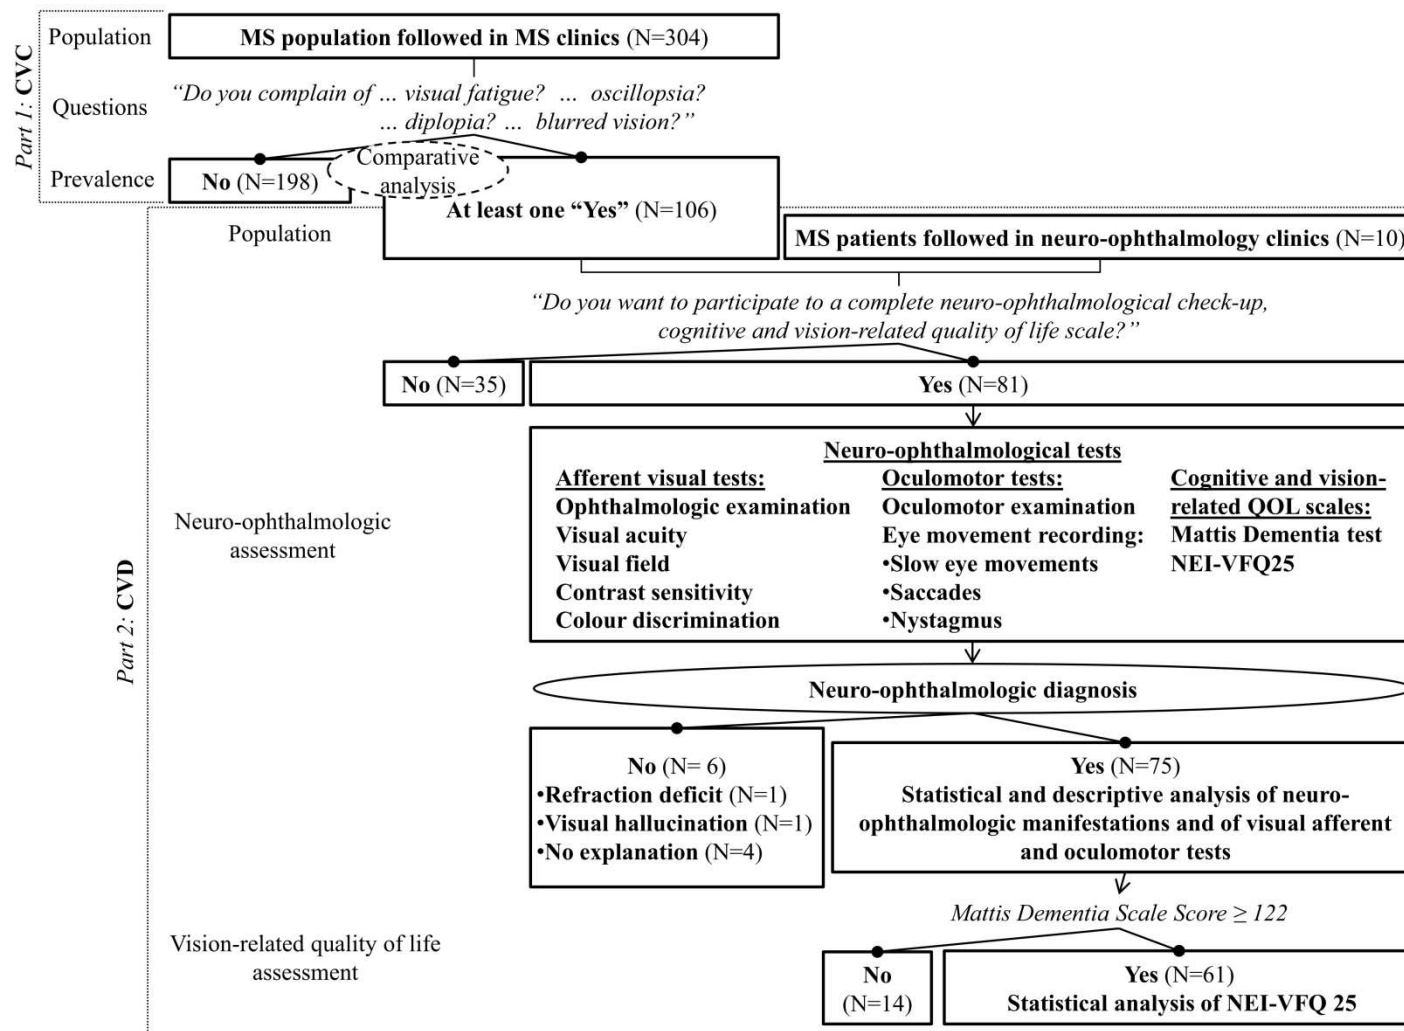 Part 1: CVC
Population
MS population followed in MS clinics (N=304)
Questions
“Do you complain of ... visual fatigue? ... oscillopsia?
... diplopia? ... blurred vision?”
Prevalence
No (N=198)
Comparative
analysis
At least one “Yes” (N=106)
Part 2: CVD
Population
MS patients followed in neuro-ophthalmology clinics (N=10)
“Do you want to participate to a complete neuro-ophthalmological check-up,
cognitive and vision-related quality of life scale?”
No (N=35)
Yes (N=81)
Neuro-ophthalmologic
assessment
Neuro-ophthalmological tests
Afferent visual tests:
Ophthalmologic examination
Visual acuity
Visual field
Contrast sensitivity
Colour discrimination
Oculomotor tests:
Oculomotor examination
Eye movement recording:
•Slow eye movements
•Saccades
•Nystagmus
Cognitive and vision-
related QOL scales:
Mattis Dementia test
NEI-VFQ25
Neuro-ophthalmologic diagnosis
No (N= 6)
•Refraction deficit (N=1)
•Visual hallucination (N=1)
•No explanation (N=4)
Yes (N=75)
Statistical and descriptive analysis of neuro-
ophthalmologic manifestations and of visual afferent
and oculomotor tests
Mattis Dementia Scale Score ≥ 122
Vision-related quality of life
assessment
No
(N=14)
Yes (N=61)
Statistical analysis of NEI-VFQ 25